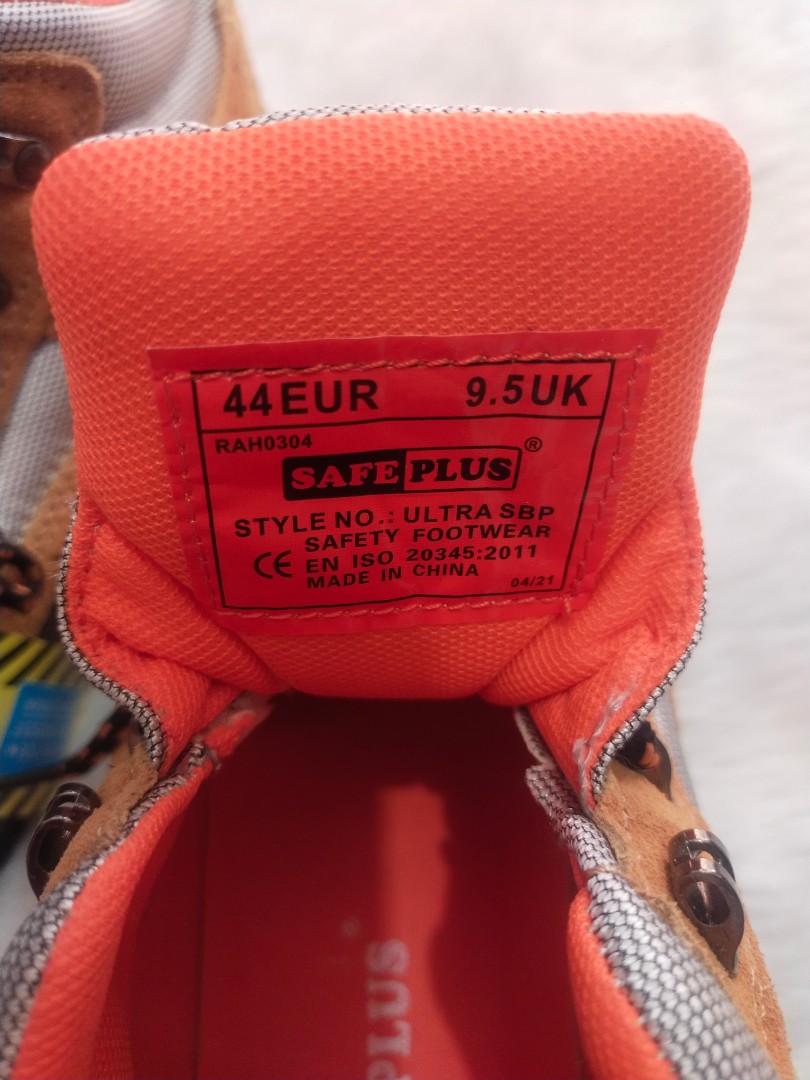 44EUR 9.5UK
RAH0304
SAFEPLUS®
STYLE NO.: ULTRA SBP
SAFETY FOOTWEAR
CE EN ISO 20345:2011
MADE IN CHINA 04/21
PLUS